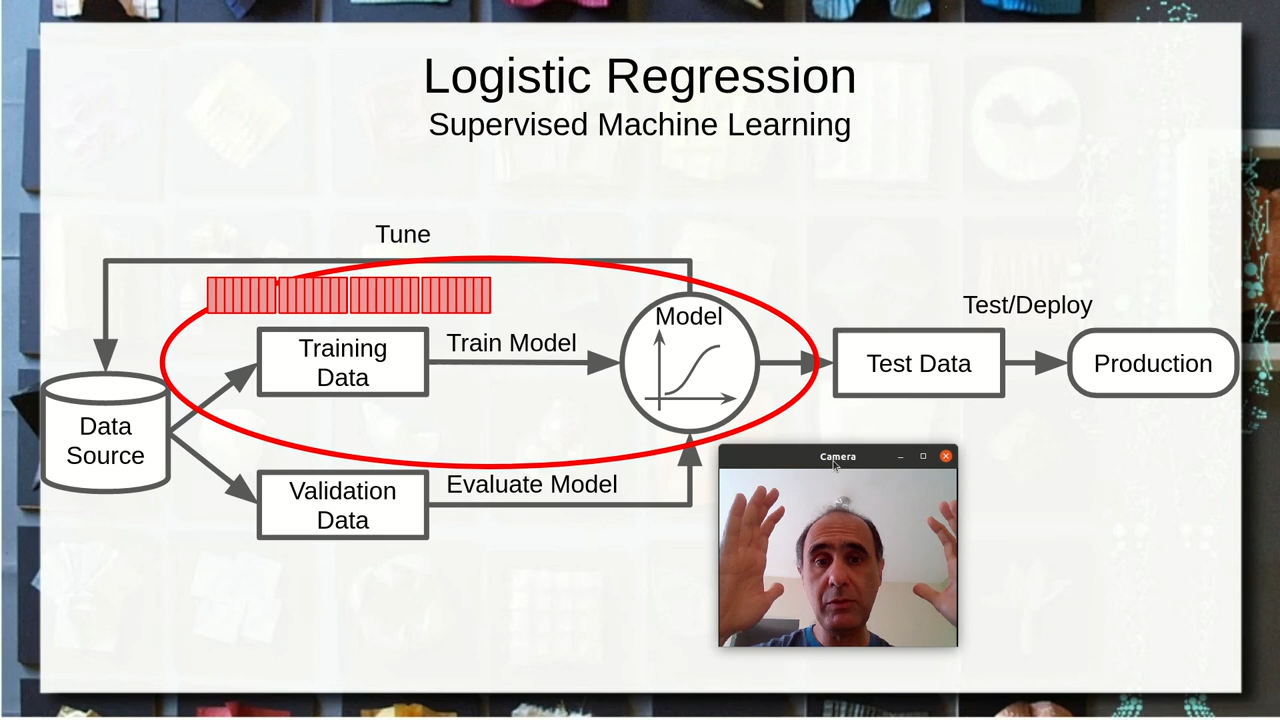 Logistic Regression
Supervised Machine Learning
Tune
Test/Deploy
Model
Training
Data
Train Model
Test Data
Production
Data
Source
Validation
Data
Evaluate Model
Camera